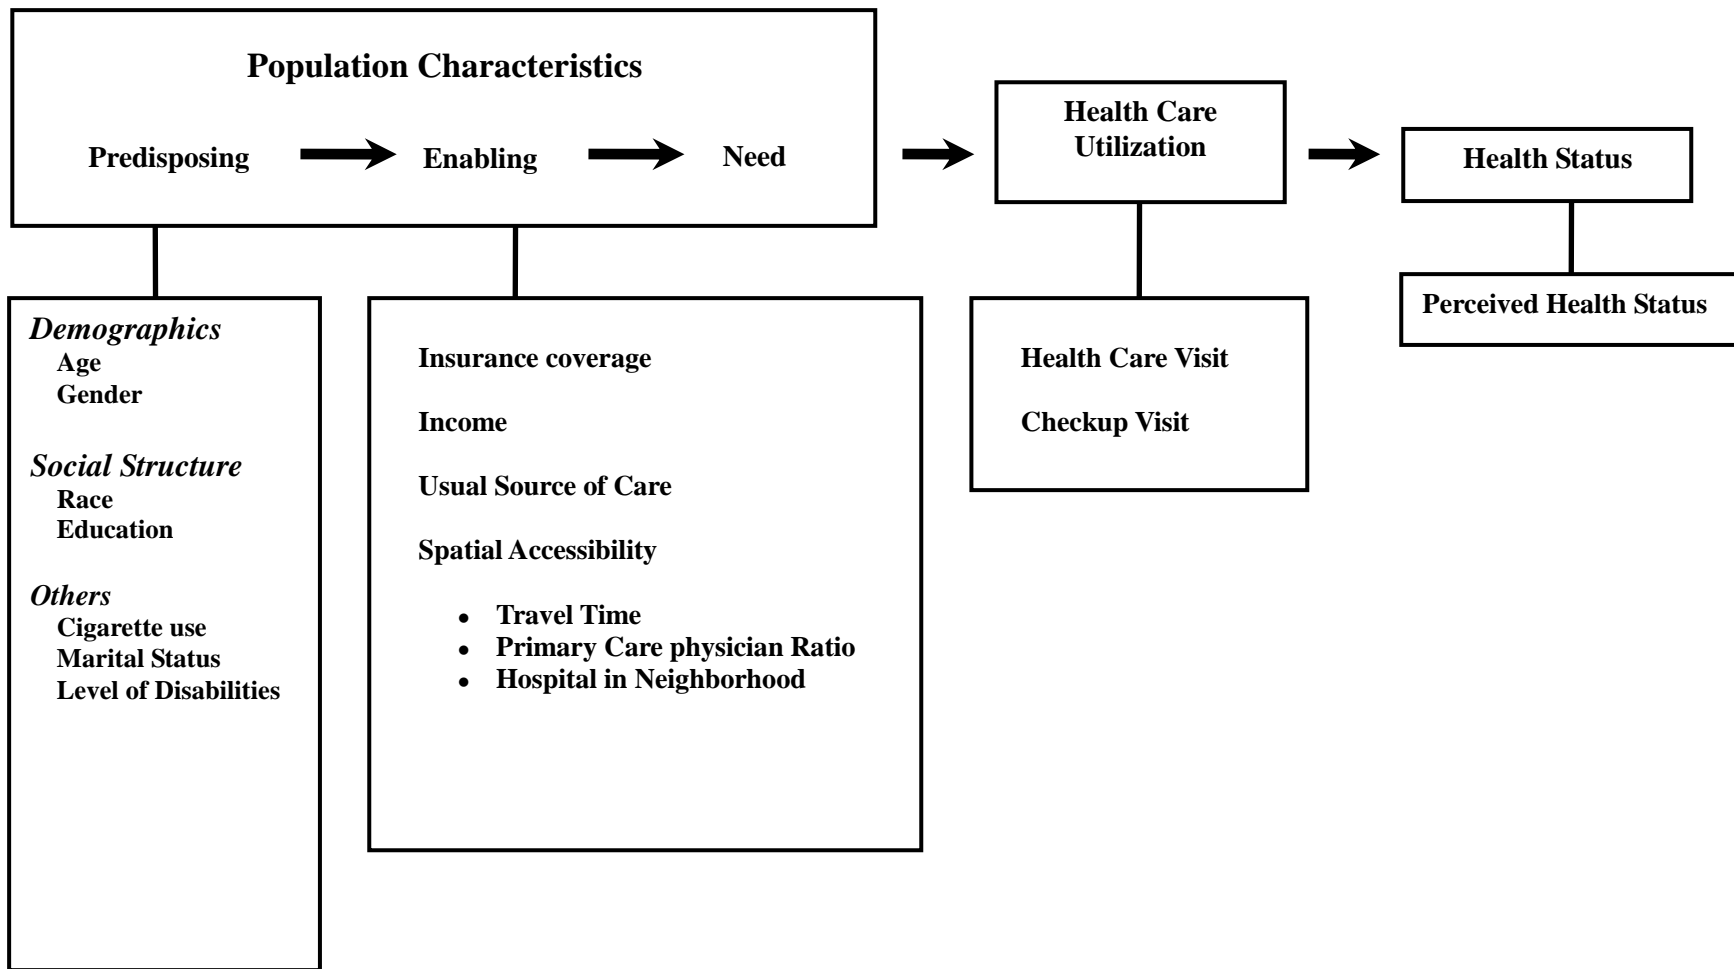 Population Characteristics
Predisposing
Enabling
Need
Health Care
Utilization
Health Status
Demographics
Age
Gender
Social Structure
Race
Education
Others
Cigarette use
Marital Status
Level of Disabilities
Insurance coverage
Income
Usual Source of Care
Spatial Accessibility
• Travel Time
• Primary Care physician Ratio
• Hospital in Neighborhood
Health Care Visit
Checkup Visit
Perceived Health Status